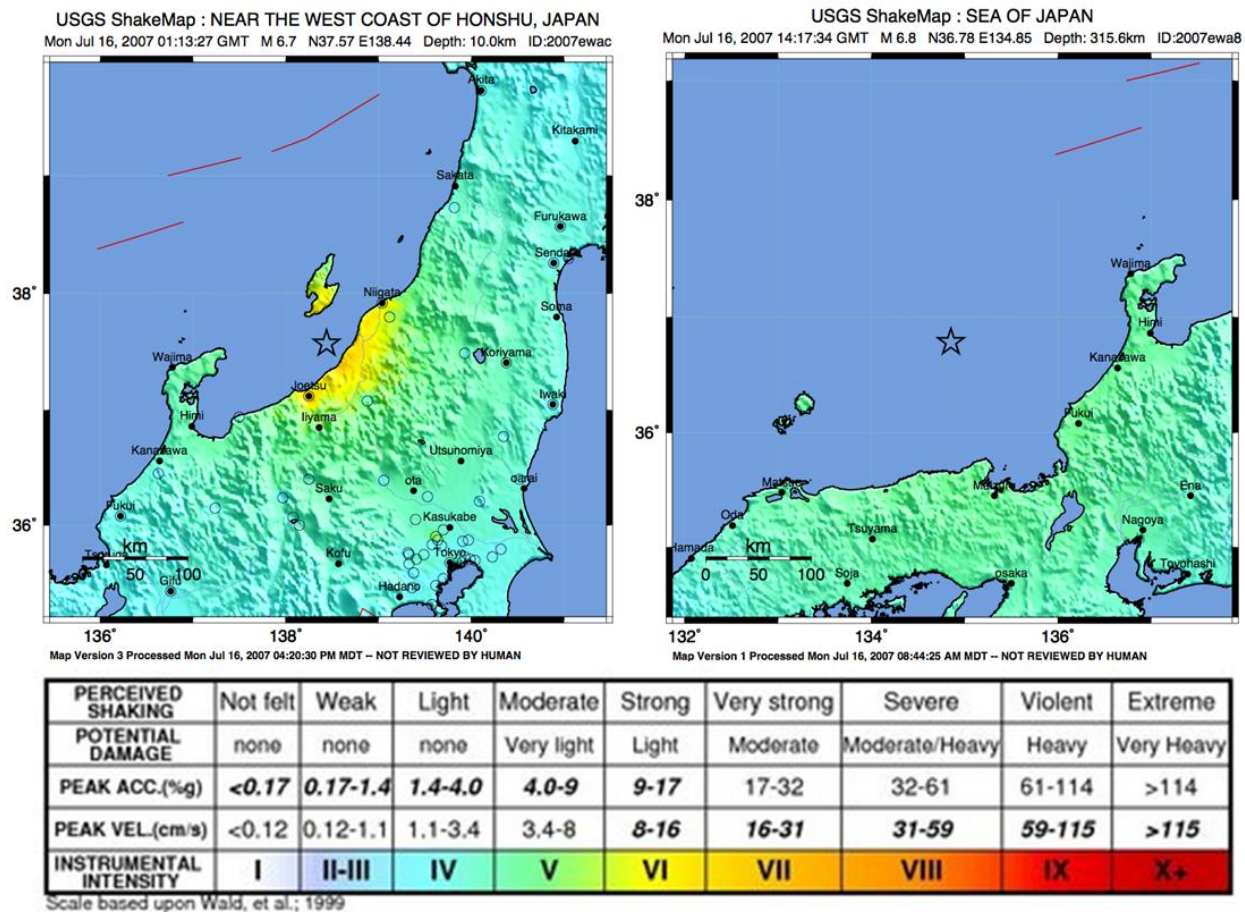 USGS ShakeMap : NEAR THE WEST COAST OF HONSHU, JAPAN
Mon Jul 16, 2007 01:13:27 GMT M 6.7 N37.57 E138.44 Depth: 10.0km ID:2007ewac
Akita
Kitakami
Sakata
Furukawa
Sendai
38°
Niigata
Soma
Wajima
Koriyama
Joetsu
Iwaki
Himi
Iiyama
Kanazawa
Utsunomiya
Saku
ota
oarai
Fukui
36°
Kasukabe
km
Kofu
Tokyo
0 50 100
Gifu
Hadano
136° 138° 140°
Map Version 3 Processed Mon Jul 16, 2007 04:20:30 PM MDT -- NOT REVIEWED BY HUMAN
USGS ShakeMap : SEA OF JAPAN
Mon Jul 16, 2007 14:17:34 GMT M 6.8 N36.78 E134.85 Depth: 315.6km ID:2007ewa8
38°
Wajima
Himi
Kanazawa
36°
Fukui
Oda
Ena
Tsuyama
Nagoya
Hamada
km
Toyohashi
0 50 100
Soja
osaka
132° 134° 136°
Map Version 1 Processed Mon Jul 16, 2007 08:44:25 AM MDT -- NOT REVIEWED BY HUMAN
PERCEIVED SHAKING Not felt Weak Light Moderate Strong Very strong Severe Violent Extreme
POTENTIAL DAMAGE none none none Very light Light Moderate Moderate/Heavy Heavy Very Heavy
PEAK ACC.(%g) <0.17 0.17-1.4 1.4-4.0 4.0-9 9-17 17-32 32-61 61-114 >114
PEAK VEL.(cm/s) <0.12 0.12-1.1 1.1-3.4 3.4-8 8-16 16-31 31-59 59-115 >115
INSTRUMENTAL INTENSITY I II-III IV V VI VII VIII IX X+
Scale based upon Wald, et al.; 1999